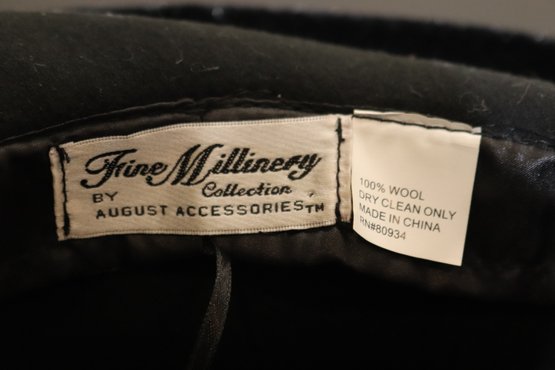 Fine Millinery
BY Collection
AUGUST ACCESSORIES™
100% WOOL
DRY CLEAN ONLY
MADE IN CHINA
RN#80934